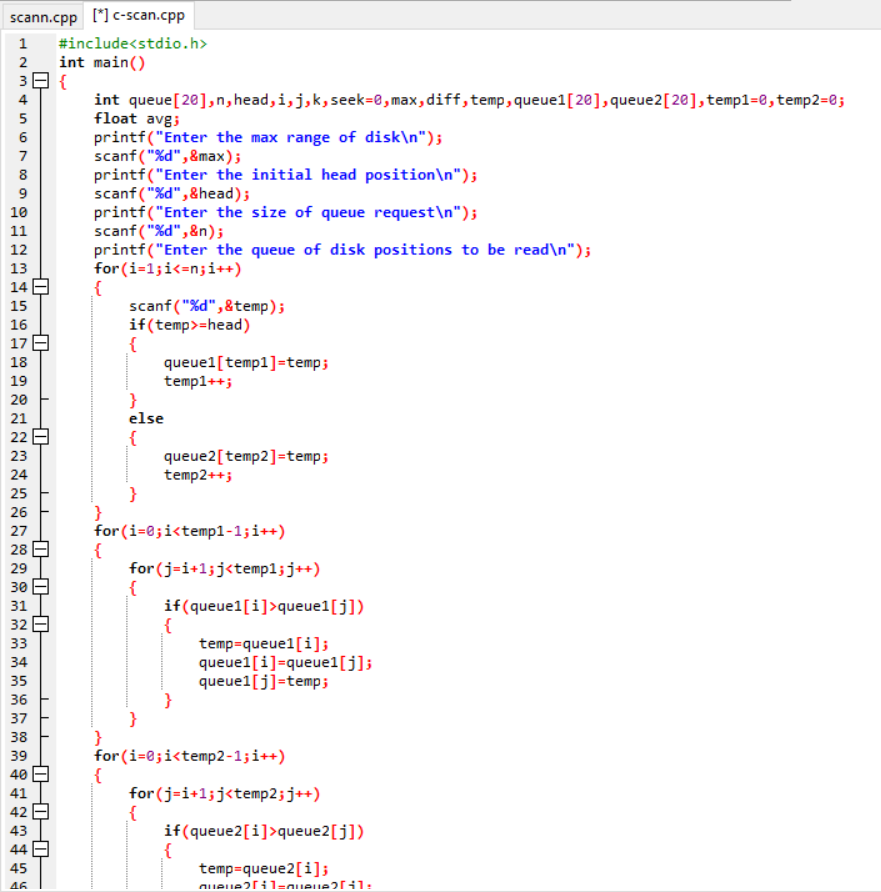 scann.cpp [*] c-scan.cpp
1 #include<stdio.h>
2 int main()
3 {
4 int queue[20],n,head,i,j,k,seek=0,max,diff,temp,queue1[20],queue2[20],temp1=0,temp2=0;
5 float avg;
6 printf("Enter the max range of disk\n");
7 scanf("%d",&max);
8 printf("Enter the initial head position\n");
9 scanf("%d",&head);
10 printf("Enter the size of queue request\n");
11 scanf("%d",&n);
12 printf("Enter the queue of disk positions to be read\n");
13 for(i=1;i<=n;i++)
14 {
15 scanf("%d",&temp);
16 if(temp>=head)
17 {
18 queue1[temp1]=temp;
19 temp1++;
20 }
21 else
22 {
23 queue2[temp2]=temp;
24 temp2++;
25 }
26 }
27 for(i=0;i<temp1-1;i++)
28 {
29 for(j=i+1;j<temp1;j++)
30 {
31 if(queue1[i]>queue1[j])
32 {
33 temp=queue1[i];
34 queue1[i]=queue1[j];
35 queue1[j]=temp;
36 }
37 }
38 }
39 for(i=0;i<temp2-1;i++)
40 {
41 for(j=i+1;j<temp2;j++)
42 {
43 if(queue2[i]>queue2[j])
44 {
45 temp=queue2[i];
46 queue2[i]=queue2[j];